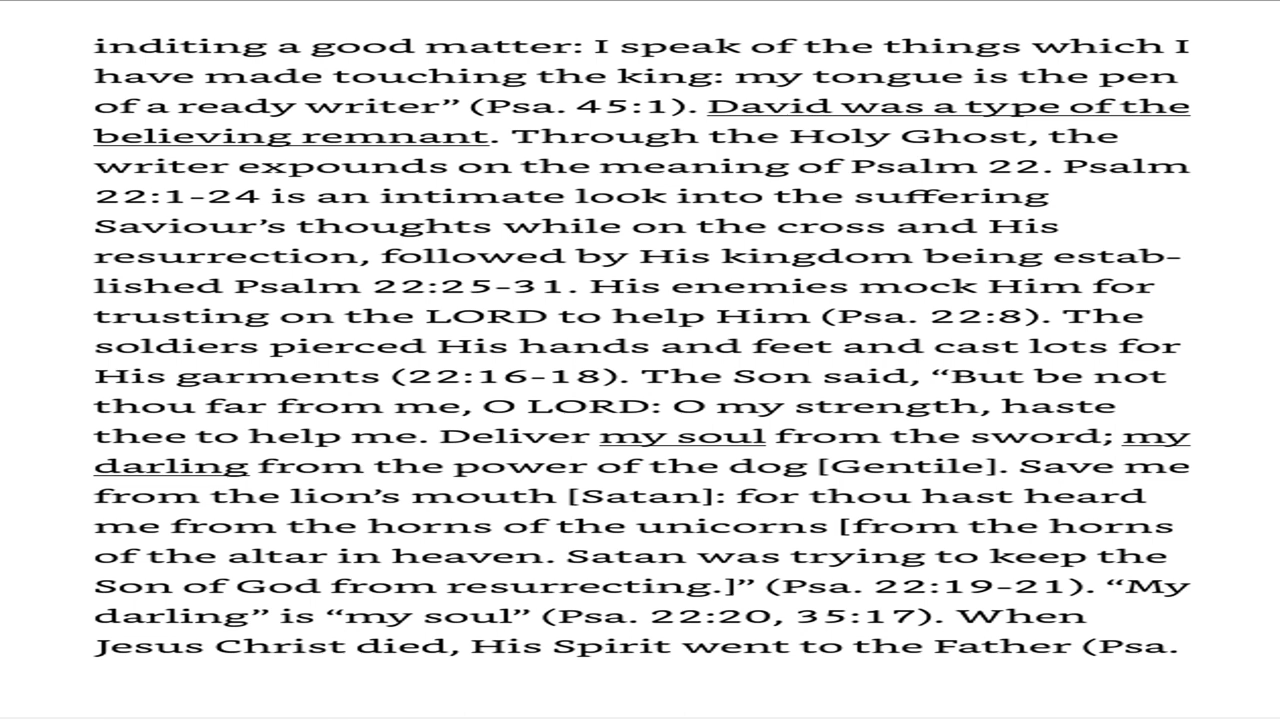 inditing a good matter: I speak of the things which I
have made touching the king: my tongue is the pen
of a ready writer” (Psa. 45:1). David was a type of the
believing remnant. Through the Holy Ghost, the
writer expounds on the meaning of Psalm 22. Psalm
22:1-24 is an intimate look into the suffering
Saviour’s thoughts while on the cross and His
resurrection, followed by His kingdom being estab-
lished Psalm 22:25-31. His enemies mock Him for
trusting on the LORD to help Him (Psa. 22:8). The
soldiers pierced His hands and feet and cast lots for
His garments (22:16-18). The Son said, “But be not
thou far from me, O LORD: O my strength, haste
thee to help me. Deliver my soul from the sword; my
darling from the power of the dog [Gentile]. Save me
from the lion’s mouth [Satan]: for thou hast heard
me from the horns of the unicorns [from the horns
of the altar in heaven. Satan was trying to keep the
Son of God from resurrecting.]” (Psa. 22:19-21). “My
darling” is “my soul” (Psa. 22:20, 35:17). When
Jesus Christ died, His Spirit went to the Father (Psa.